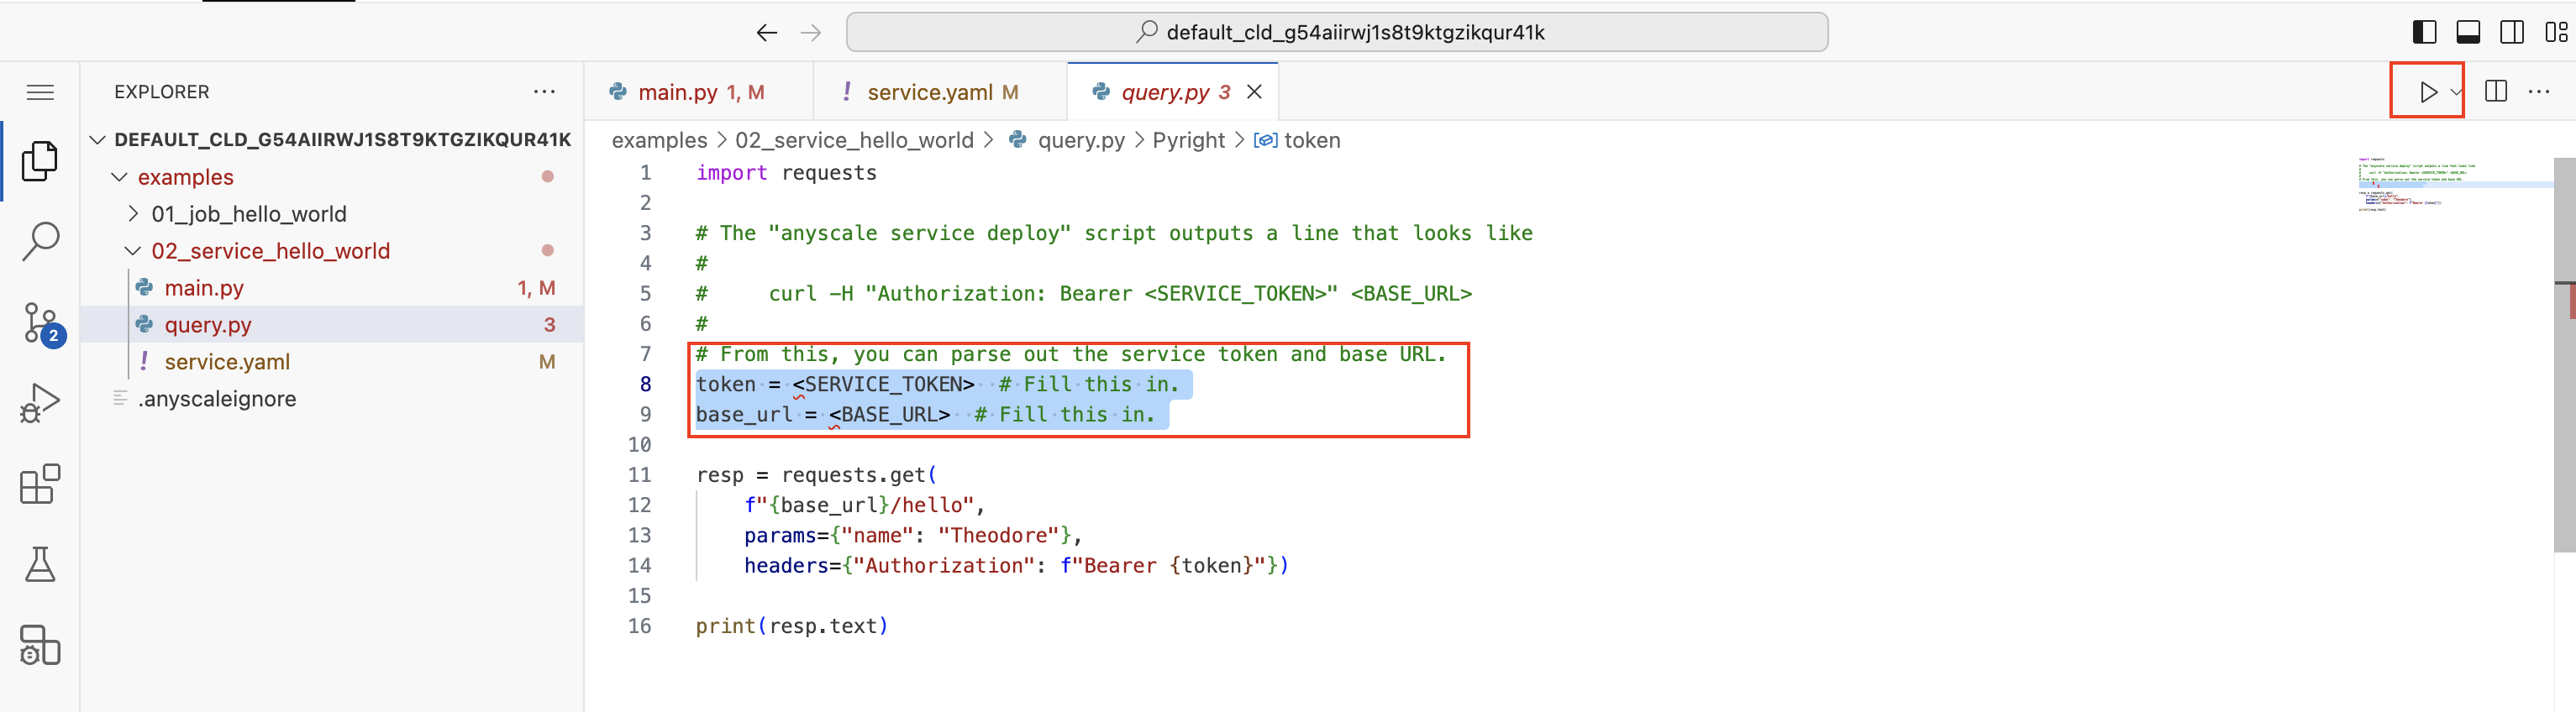 default_cld_g54aiirwj1s8t9ktgzikqur41k
EXPLORER
main.py 1, M
service.yaml M
query.py 3
DEFAULT_CLD_G54AIIRWJ1S8T9KTGZIKQUR41K
examples
01_job_hello_world
02_service_hello_world
main.py 1, M
query.py 3
service.yaml M
.anyscaleignore
2
examples > 02_service_hello_world > query.py > Pyright > token
1 import requests
2
3 # The "anyscale service deploy" script outputs a line that looks like
4 #
5 #     curl -H "Authorization: Bearer <SERVICE_TOKEN>" <BASE_URL>
6 #
7 # From this, you can parse out the service token and base URL.
8 token = <SERVICE_TOKEN>  # Fill this in.
9 base_url = <BASE_URL>  # Fill this in.
10
11 resp = requests.get(
12     f"{base_url}/hello",
13     params={"name": "Theodore"},
14     headers={"Authorization": f"Bearer {token}"})
15
16 print(resp.text)